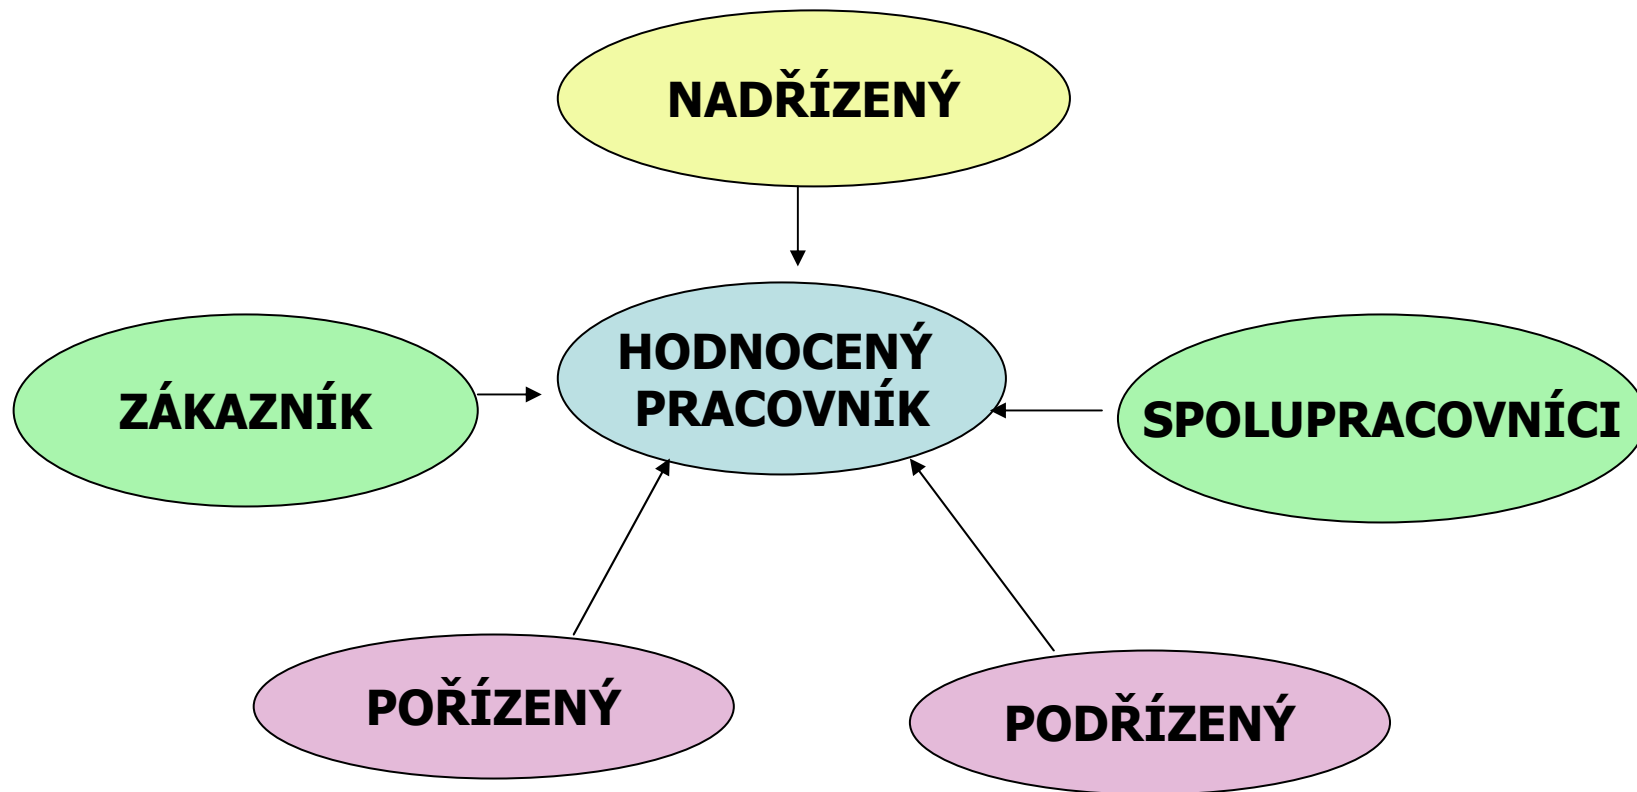 NADŘÍZENÝ
HODNOCENÝ
PRACOVNÍK
ZÁKAZNÍK
SPOLUPRACOVNÍCI
POŘÍZENÝ
PODŘÍZENÝ